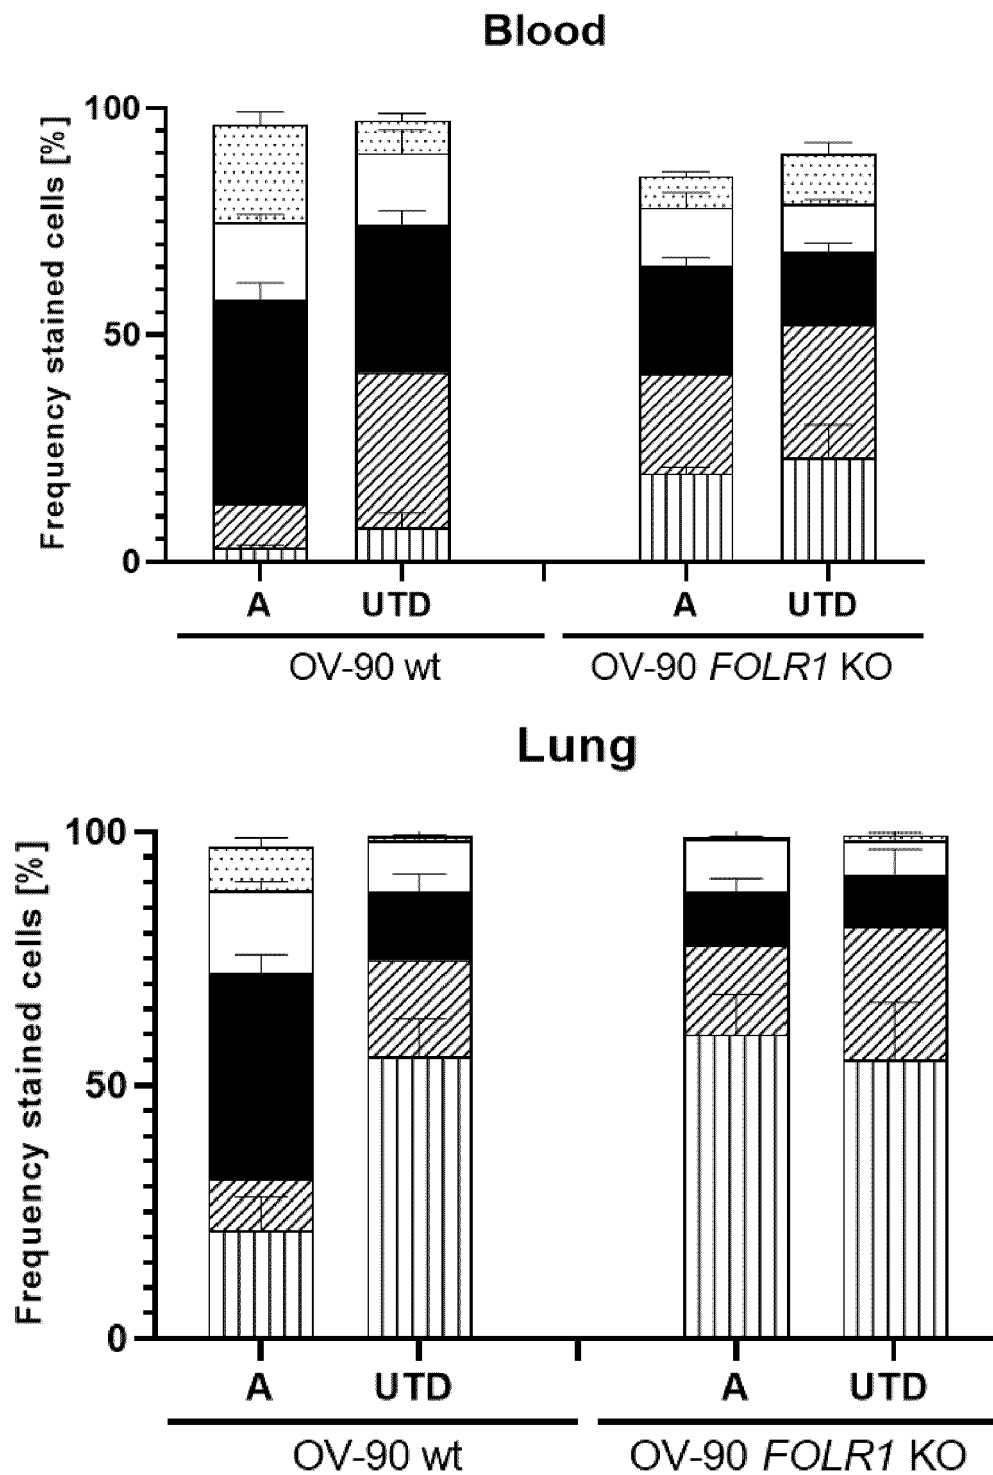 Blood
Frequency stained cells [%]
100
50
0
A UTD A UTD
OV-90 wt OV-90 FOLR1 KO
Lung
Frequency stained cells [%]
100
50
0
A UTD A UTD
OV-90 wt OV-90 FOLR1 KO